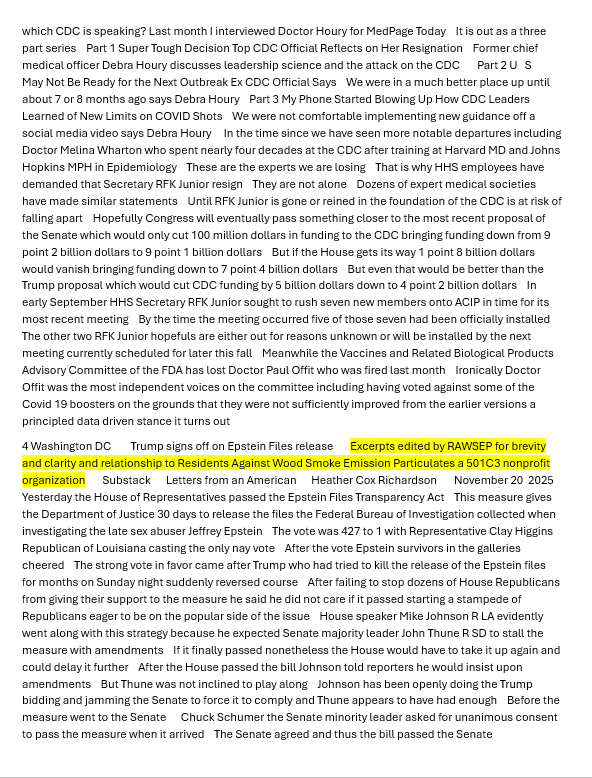 which CDC is speaking? Last month I interviewed Doctor Houry for MedPage Today   It is out as a three
part series   Part 1 Super Tough Decision Top CDC Official Reflects on Her Resignation   Former chief
medical officer Debra Houry discusses leadership science and the attack on the CDC     Part 2 U   S
May Not Be Ready for the Next Outbreak Ex CDC Official Says   We were in a much better place up until
about 7 or 8 months ago says Debra Houry   Part 3 My Phone Started Blowing Up How CDC Leaders
Learned of New Limits on COVID Shots   We were not comfortable implementing new guidance off a
social media video says Debra Houry    In the time since we have seen more notable departures including
Doctor Melina Wharton who spent nearly four decades at the CDC after training at Harvard MD and Johns
Hopkins MPH in Epidemiology   These are the experts we are losing   That is why HHS employees have
demanded that Secretary RFK Junior resign   They are not alone   Dozens of expert medical societies
have made similar statements   Until RFK Junior is gone or reined in the foundation of the CDC is at risk of
falling apart   Hopefully Congress will eventually pass something closer to the most recent proposal of
the Senate which would only cut 100 million dollars in funding to the CDC bringing funding down from 9
point 2 billion dollars to 9 point 1 billion dollars   But if the House gets its way 1 point 8 billion dollars
would vanish bringing funding down to 7 point 4 billion dollars   But even that would be better than the
Trump proposal which would cut CDC funding by 5 billion dollars down to 4 point 2 billion dollars   In
early September HHS Secretary RFK Junior sought to rush seven new members onto ACIP in time for its
most recent meeting   By the time the meeting occurred five of those seven had been officially installed
The other two RFK Junior hopefuls are either out for reasons unknown or will be installed by the next
meeting currently scheduled for later this fall   Meanwhile the Vaccines and Related Biological Products
Advisory Committee of the FDA has lost Doctor Paul Offit who was fired last month   Ironically Doctor
Offit was the most independent voices on the committee including having voted against some of the
Covid 19 boosters on the grounds that they were not sufficiently improved from the earlier versions a
principled data driven stance it turns out
4 Washington DC     Trump signs off on Epstein Files release     Excerpts edited by RAWSEP for brevity
and clarity and relationship to Residents Against Wood Smoke Emission Particulates a 501C3 nonprofit
organization     Substack     Letters from an American     Heather Cox Richardson     November 20  2025
Yesterday the House of Representatives passed the Epstein Files Transparency Act   This measure gives
the Department of Justice 30 days to release the files the Federal Bureau of Investigation collected when
investigating the late sex abuser Jeffrey Epstein   The vote was 427 to 1 with Representative Clay Higgins
Republican of Louisiana casting the only nay vote   After the vote Epstein survivors in the galleries
cheered   The strong vote in favor came after Trump who had tried to kill the release of the Epstein files
for months on Sunday night suddenly reversed course   After failing to stop dozens of House Republicans
from giving their support to the measure he said he did not care if it passed starting a stampede of
Republicans eager to be on the popular side of the issue   House speaker Mike Johnson R LA evidently
went along with this strategy because he expected Senate majority leader John Thune R SD to stall the
measure with amendments   If it finally passed nonetheless the House would have to take it up again and
could delay it further   After the House passed the bill Johnson told reporters he would insist upon
amendments   But Thune was not inclined to play along   Johnson has been openly doing the Trump
bidding and jamming the Senate to force it to comply and Thune appears to have had enough   Before the
measure went to the Senate     Chuck Schumer the Senate minority leader asked for unanimous consent
to pass the measure when it arrived   The Senate agreed and thus the bill passed the Senate